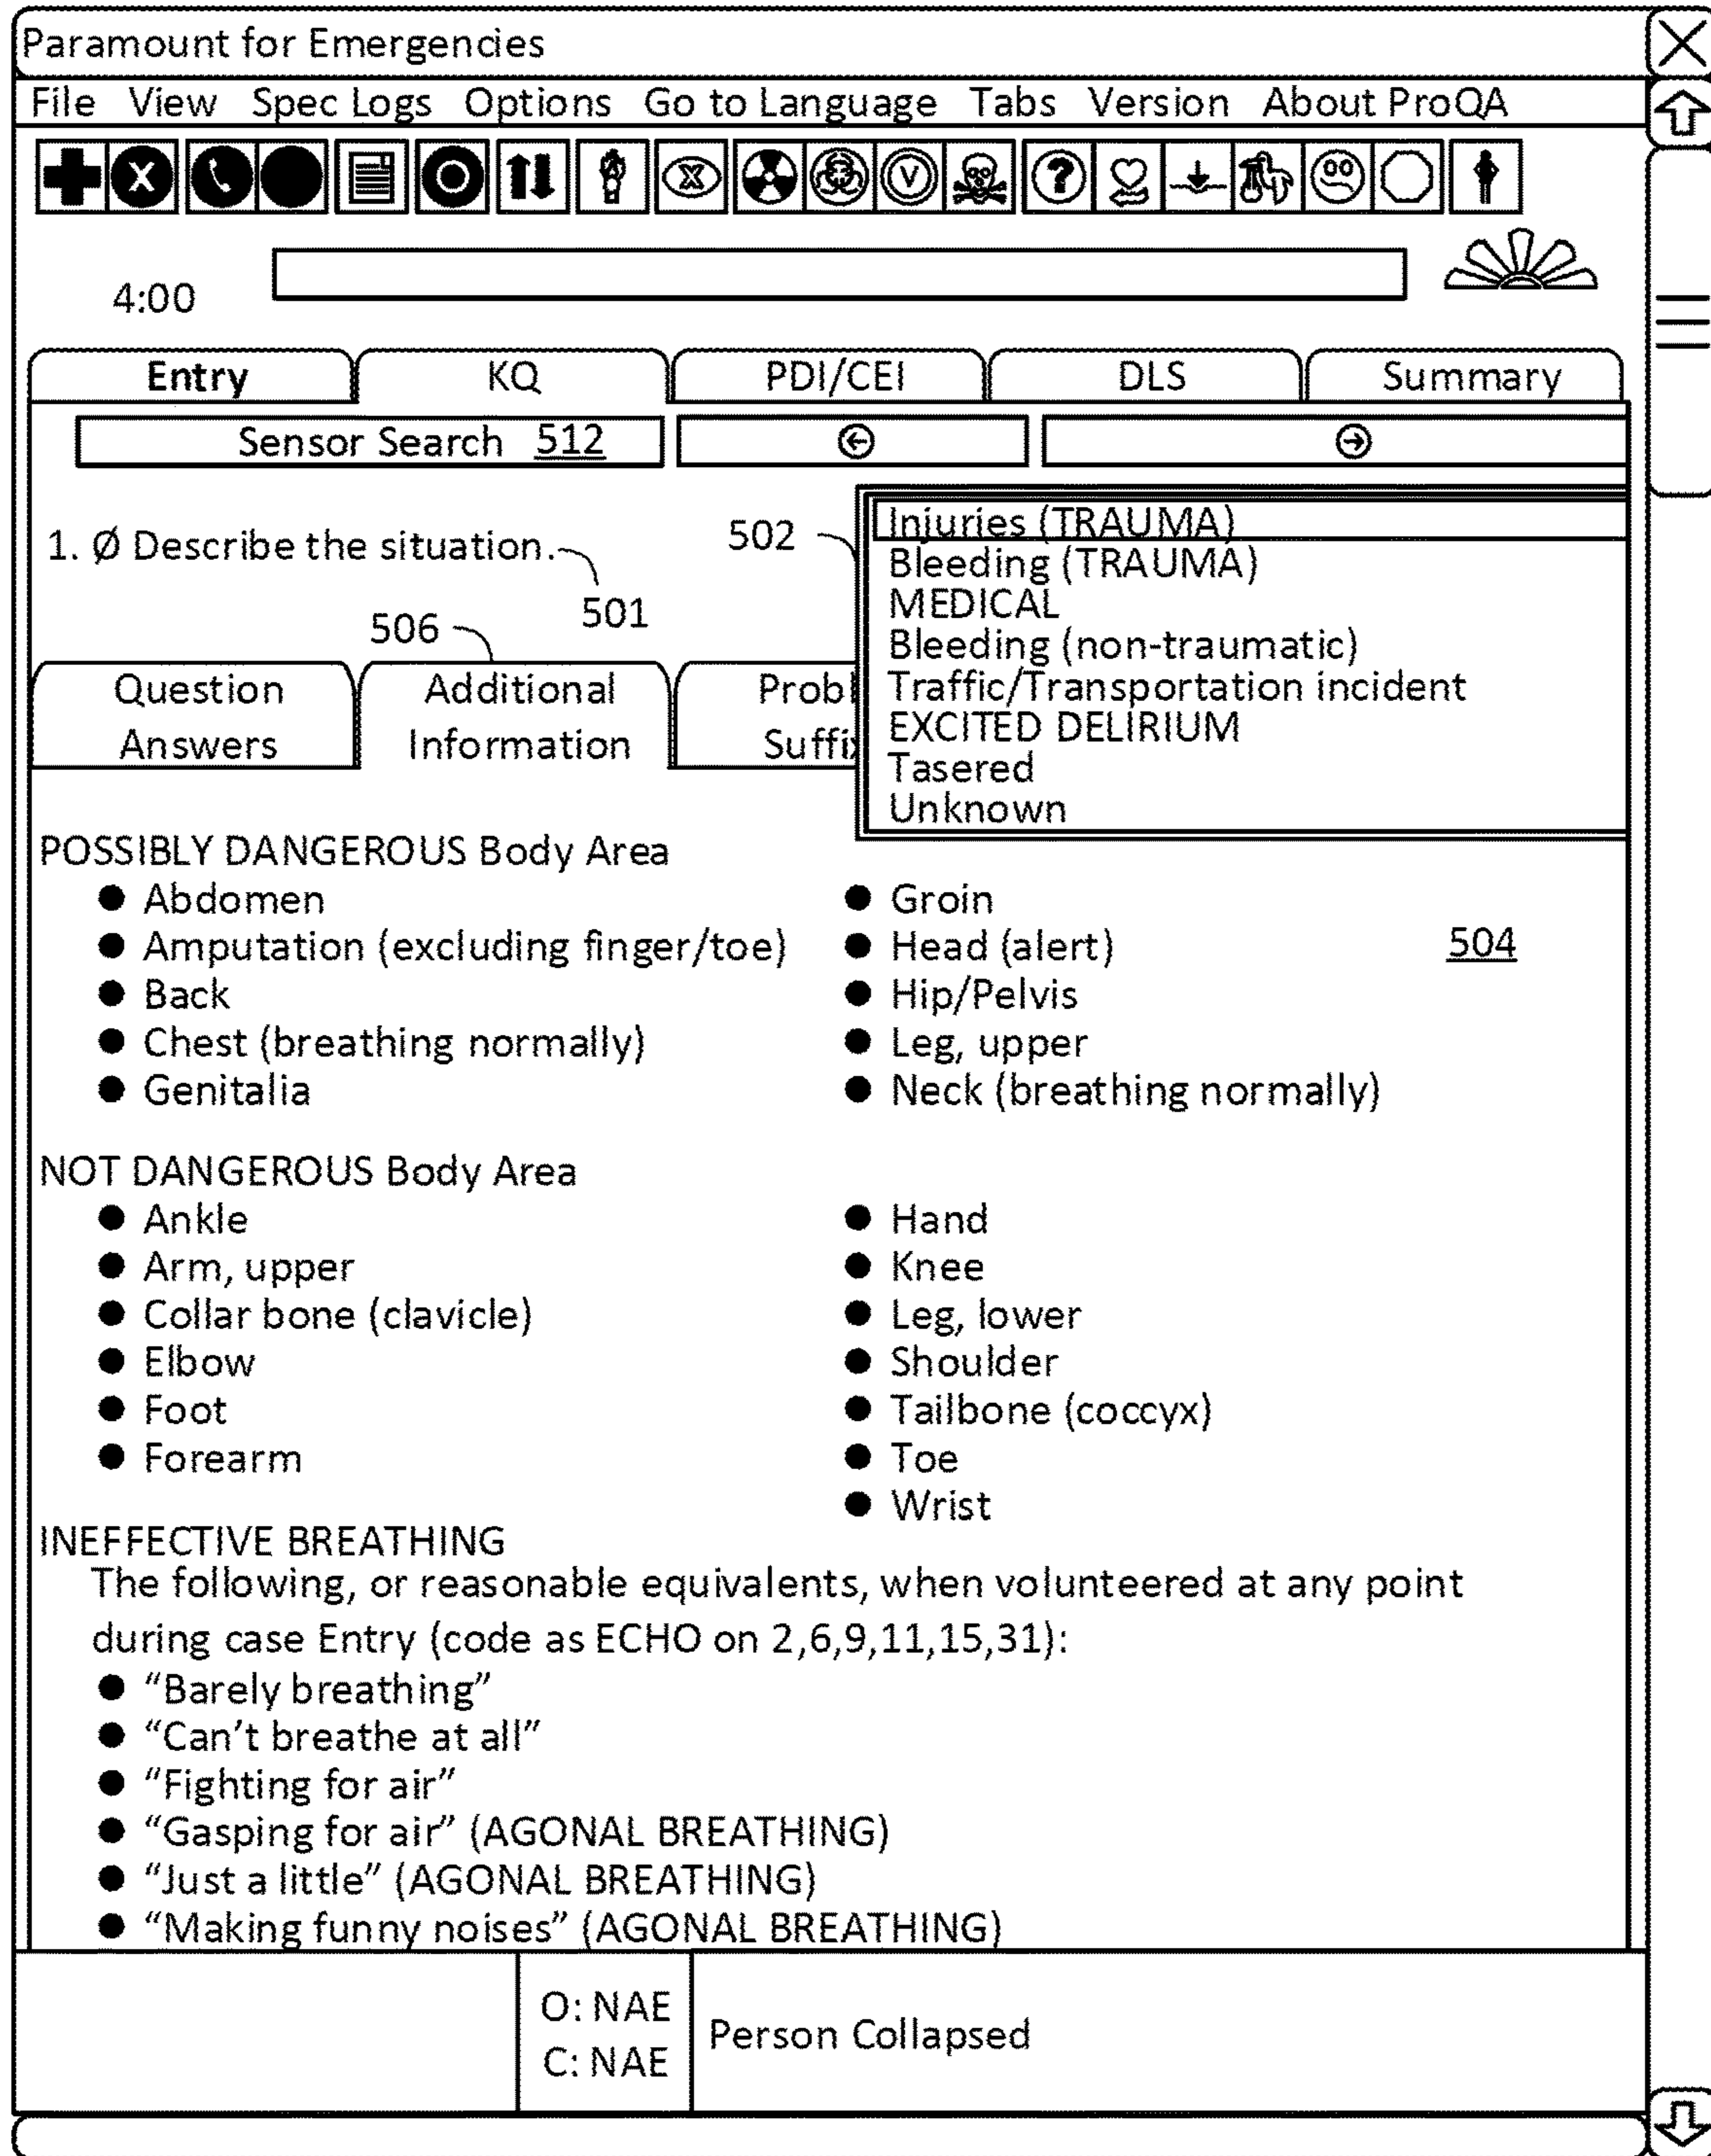 Paramount for Emergencies
File View Spec Logs Options Go to Language Tabs Version About ProQA
4:00
Entry KQ PDI/CEI DLS Summary
Sensor Search 512
1. Ø Describe the situation.
501
502
Injuries (TRAUMA)
Bleeding (TRAUMA)
MEDICAL
Bleeding (non-traumatic)
Traffic/Transportation incident
EXCITED DELIRIUM
Tasered
Unknown
506
Question
Answers
Additional
Information
Probl
Suffix
504
POSSIBLY DANGEROUS Body Area
● Abdomen
● Amputation (excluding finger/toe)
● Back
● Chest (breathing normally)
● Genitalia
● Groin
● Head (alert)
● Hip/Pelvis
● Leg, upper
● Neck (breathing normally)
NOT DANGEROUS Body Area
● Ankle
● Arm, upper
● Collar bone (clavicle)
● Elbow
● Foot
● Forearm
● Hand
● Knee
● Leg, lower
● Shoulder
● Tailbone (coccyx)
● Toe
● Wrist
INEFFECTIVE BREATHING
The following, or reasonable equivalents, when volunteered at any point
during case Entry (code as ECHO on 2,6,9,11,15,31):
● “Barely breathing”
● “Can’t breathe at all”
● “Fighting for air”
● “Gasping for air” (AGONAL BREATHING)
● “Just a little” (AGONAL BREATHING)
● “Making funny noises” (AGONAL BREATHING)
O: NAE
C: NAE
Person Collapsed